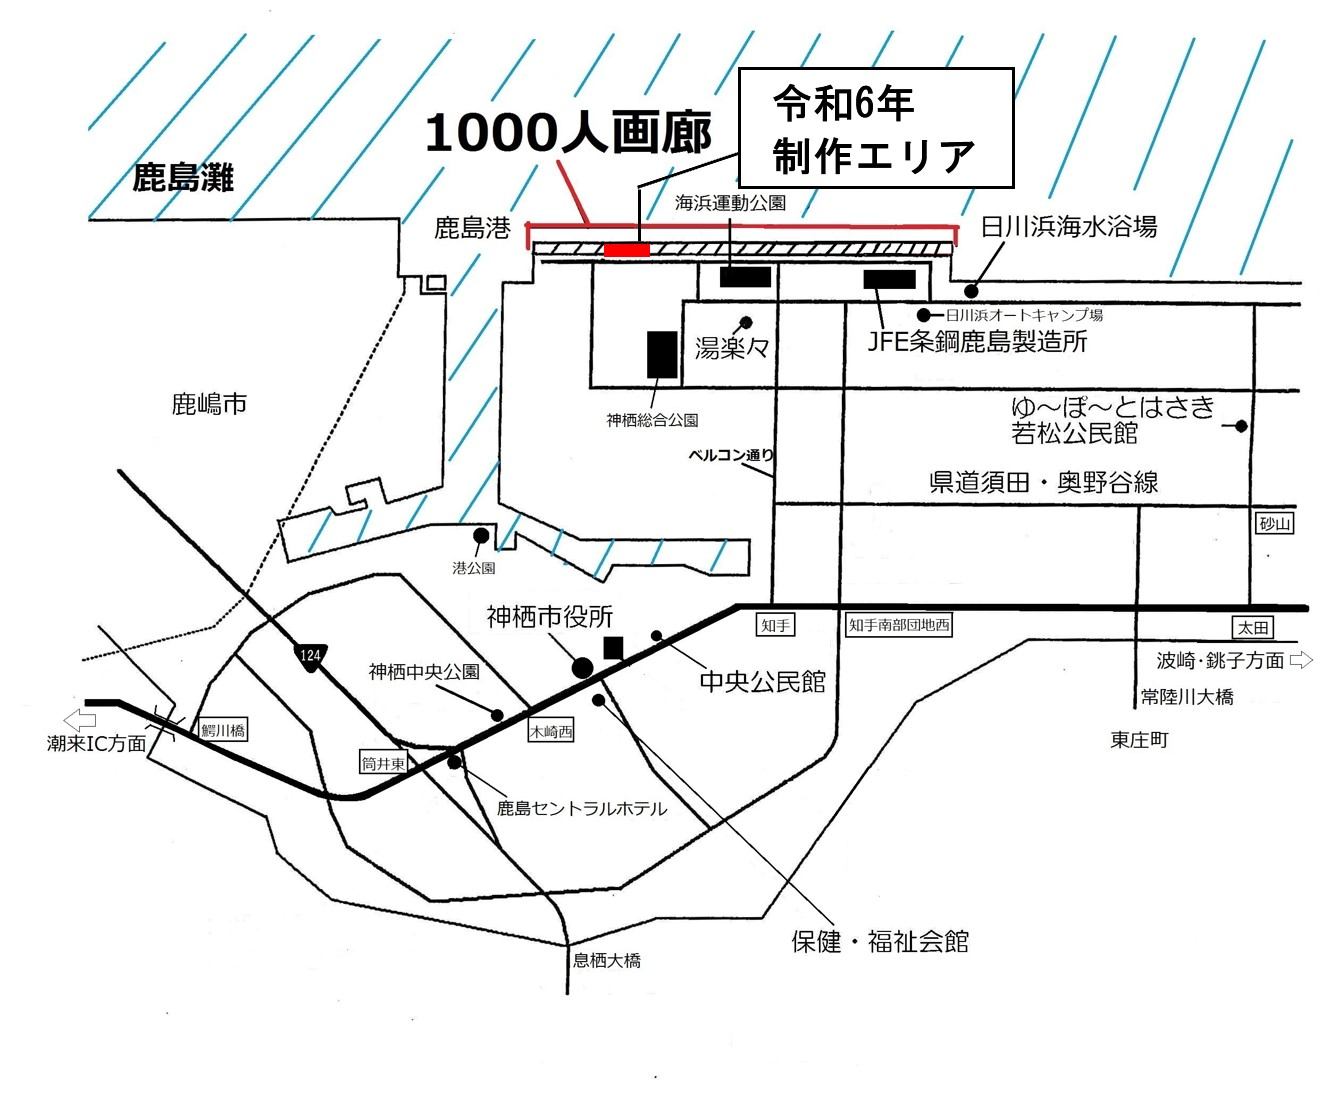 令和6年
制作エリア
1000人画廊
鹿島灘
海浜運動公園
鹿島港
日川浜海水浴場
日川浜オートキャンプ場
湯楽々
JFE条鋼鹿島製造所
鹿嶋市
神栖総合公園
ゆ～ぽ～とはさき
若松公民館
ベルコン通り
県道須田・奥野谷線
砂山
港公園
神栖市役所
知手
知手南部団地西
太田
124
神栖中央公園
中央公民館
波崎・銚子方面
常陸川大橋
鰐川橋
木崎西
潮来IC方面
東庄町
筒井東
鹿島セントラルホテル
保健・福祉会館
息栖大橋